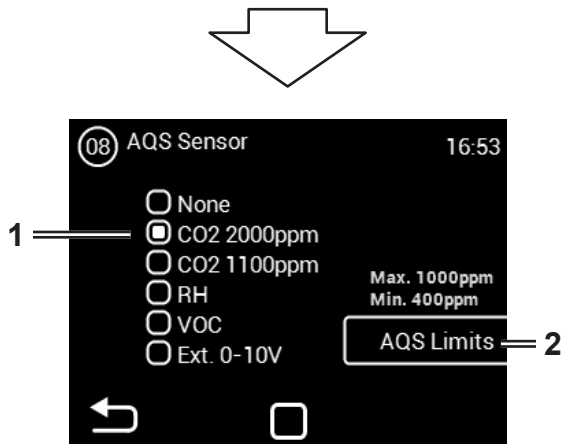 08 AQS Sensor 16:53
None
1 CO2 2000ppm
CO2 1100ppm
RH
VOC
Ext. 0-10V
Max. 1000ppm
Min. 400ppm
AQS Limits 2